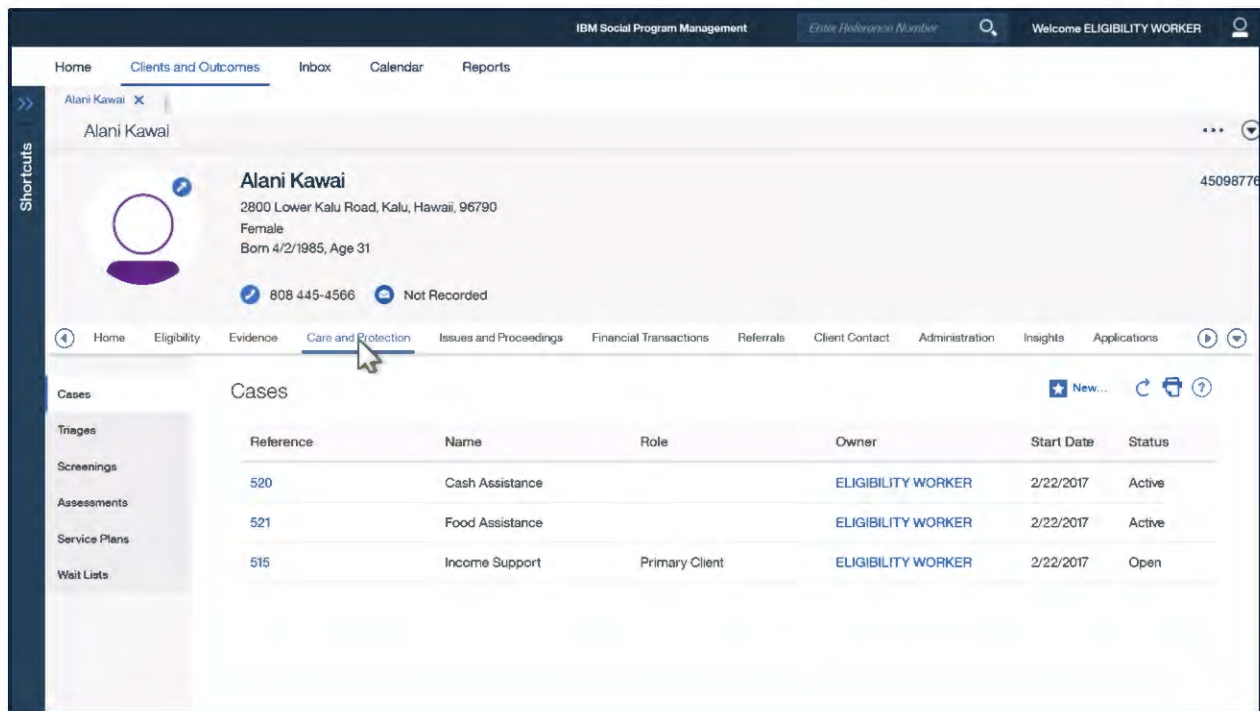 IBM Social Program Management Enter Reference Number Welcome ELIGIBILITY WORKER
Home Clients and Outcomes Inbox Calendar Reports
Alani Kawai X
Alani Kawai
Shortcuts
Alani Kawai 45098776
2800 Lower Kalu Road, Kalu, Hawaii, 96790
Female
Born 4/2/1985, Age 31
808 445-4566 Not Recorded
Home Eligibility Evidence Care and Protection Issues and Proceedings Financial Transactions Referrals Client Contact Administration Insights Applications
Cases
Triages
Screenings
Assessments
Service Plans
Wait Lists
Cases New...
Reference Name Role Owner Start Date Status
520 Cash Assistance ELIGIBILITY WORKER 2/22/2017 Active
521 Food Assistance ELIGIBILITY WORKER 2/22/2017 Active
515 Income Support Primary Client ELIGIBILITY WORKER 2/22/2017 Open